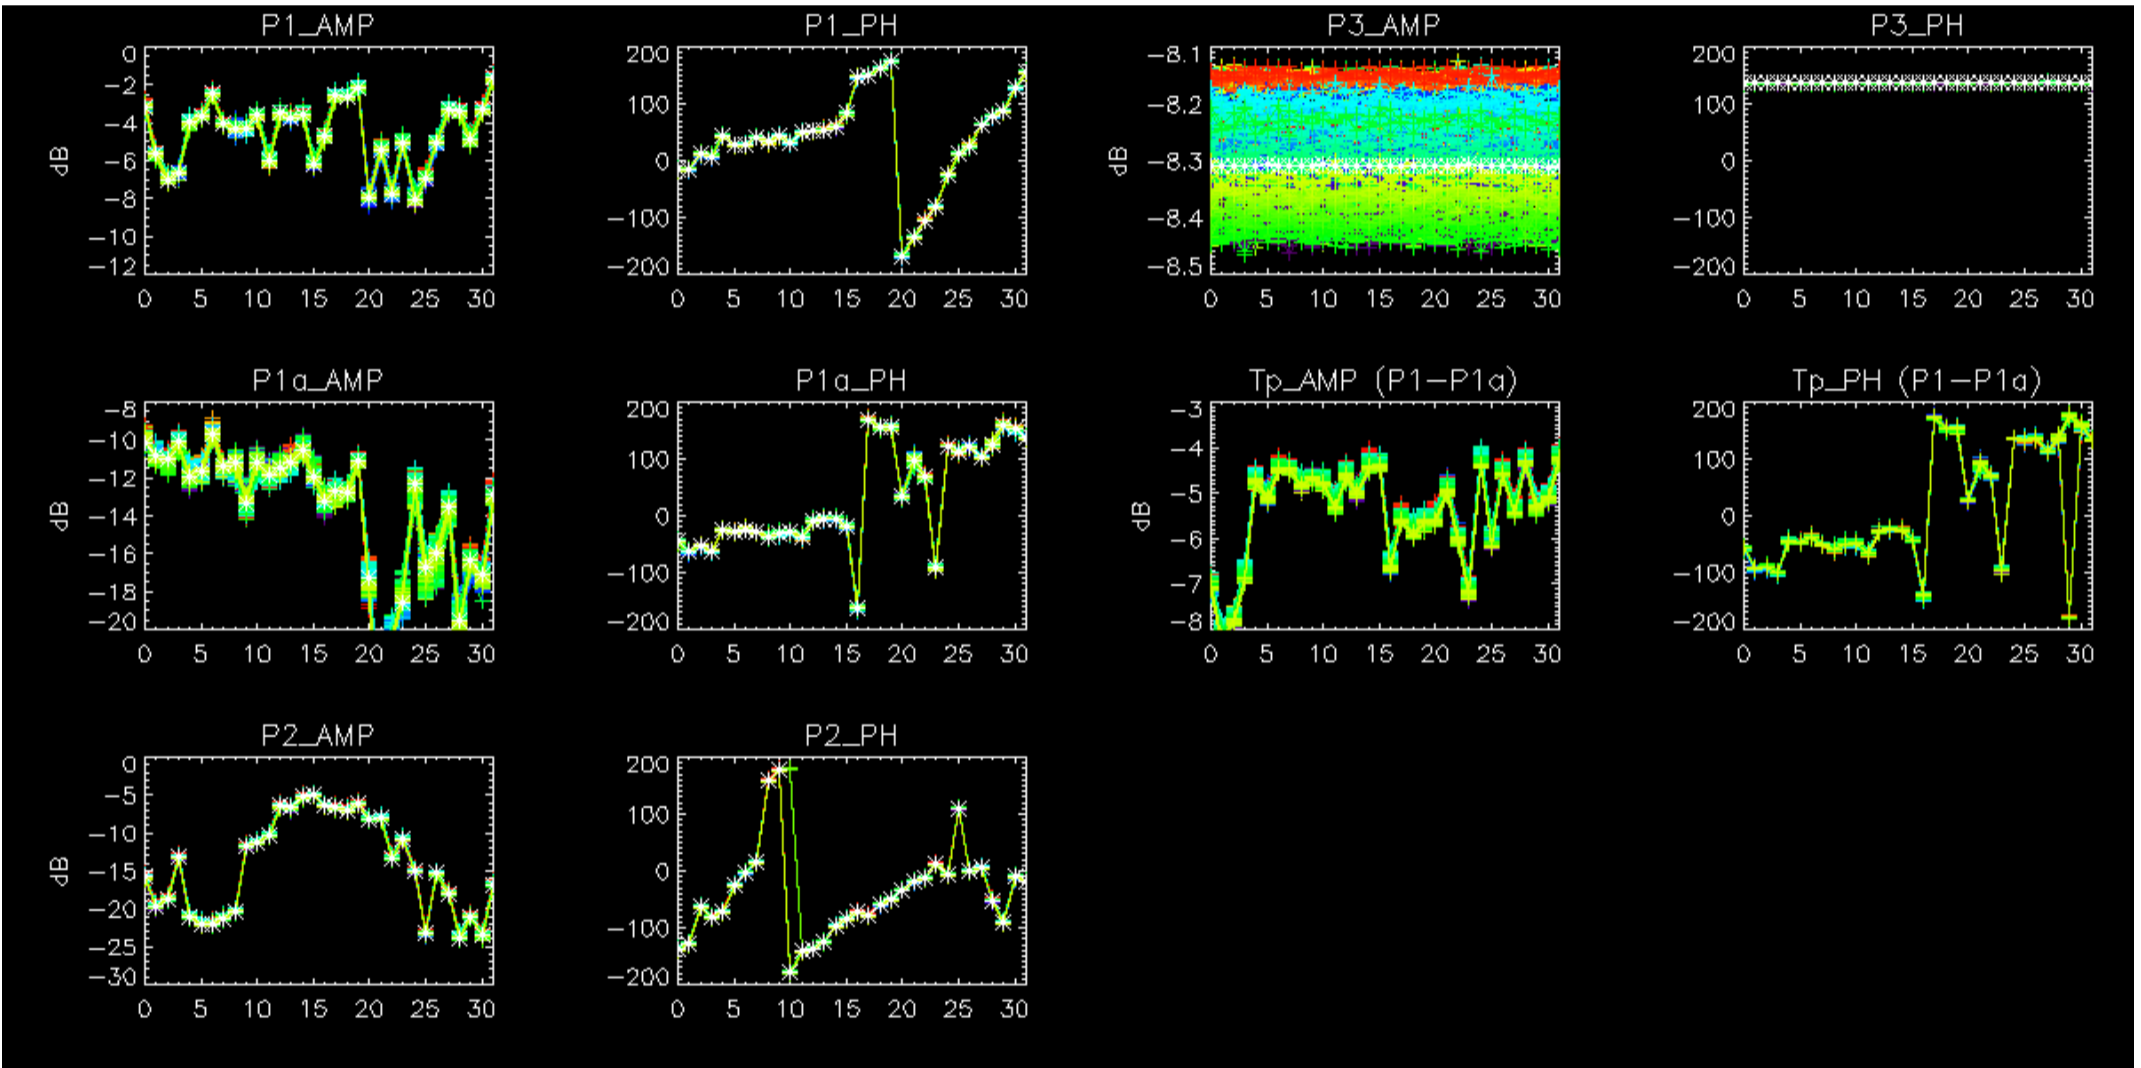 P1_AMP
0
-2
-4
-6
-8
-10
-12
dB
0 5 10 15 20 25 30
P1_PH
200
100
0
-100
-200
0 5 10 15 20 25 30
P3_AMP
-8.1
-8.2
-8.3
-8.4
-8.5
dB
0 5 10 15 20 25 30
P3_PH
200
100
0
-100
-200
0 5 10 15 20 25 30
P1a_AMP
-8
-10
-12
-14
-16
-18
-20
dB
0 5 10 15 20 25 30
P1a_PH
200
100
0
-100
-200
0 5 10 15 20 25 30
Tp_AMP (P1-P1a)
-3
-4
-5
-6
-7
-8
dB
0 5 10 15 20 25 30
Tp_PH (P1-P1a)
200
100
0
-100
-200
0 5 10 15 20 25 30
P2_AMP
0
-5
-10
-15
-20
-25
-30
dB
0 5 10 15 20 25 30
P2_PH
200
100
0
-100
-200
0 5 10 15 20 25 30